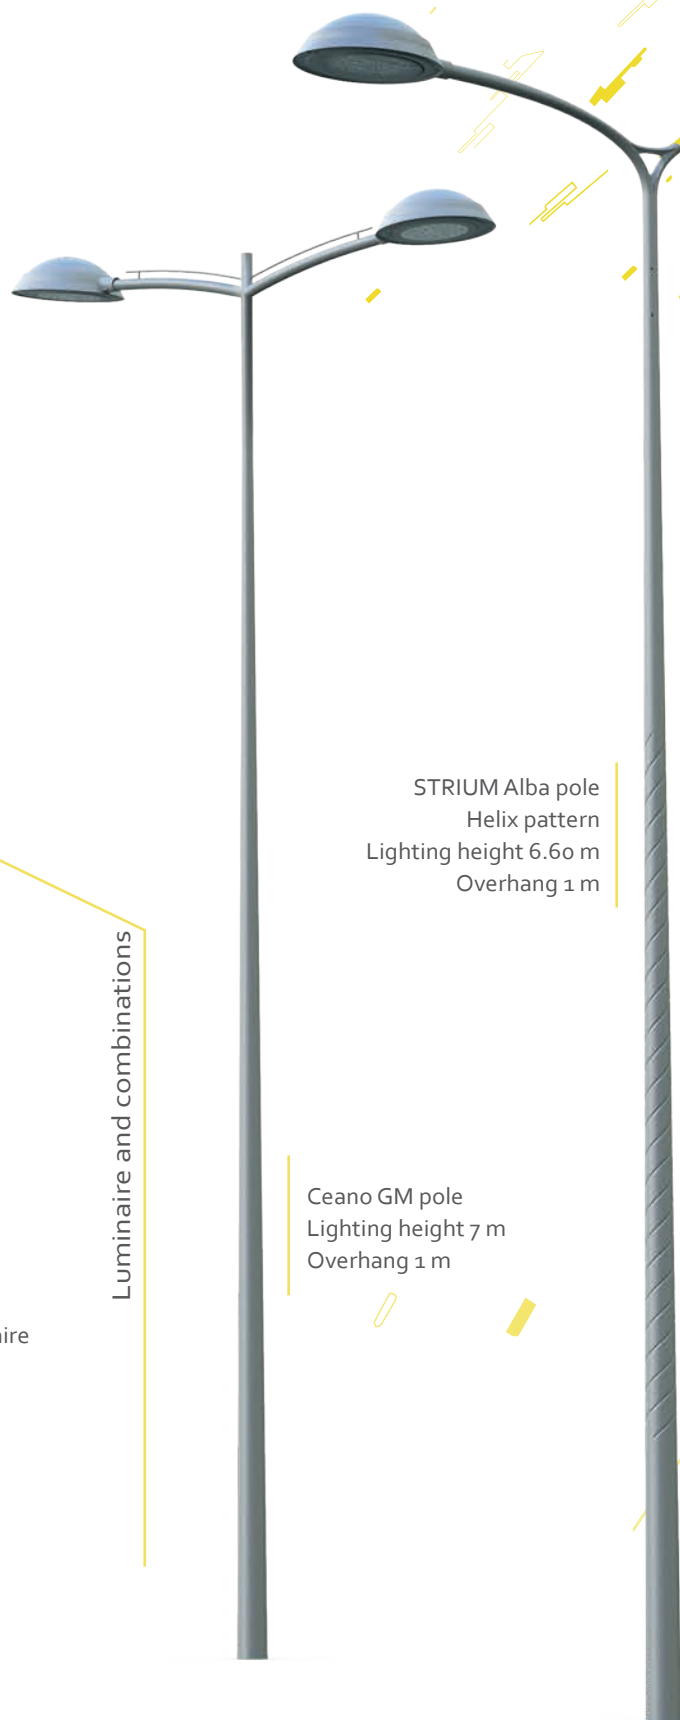 STRIUM Alba pole
Helix pattern
Lighting height 6.60 m
Overhang 1 m
Luminaire and combinations
Ceano GM pole
Lighting height 7 m
Overhang 1 m